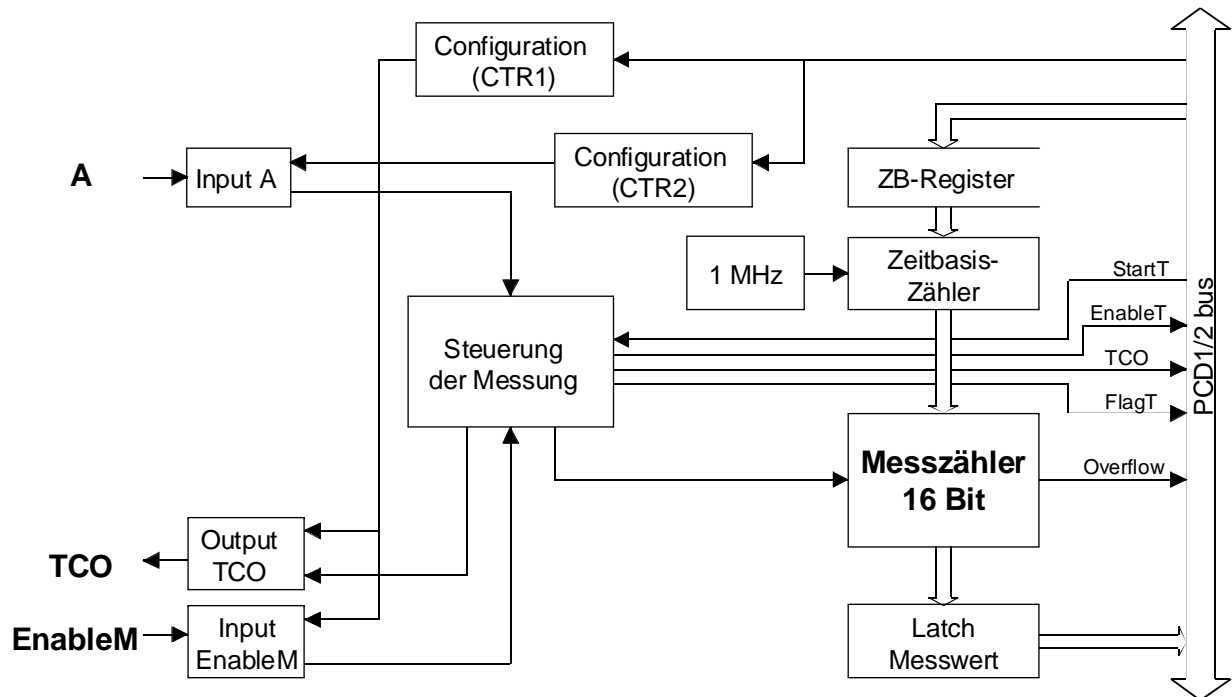 Configuration
(CTR1)
Configuration
(CTR2)
A
Input A
ZB-Register
1 MHz
Zeitbasis-
Zähler
StartT
EnableT
TCO
FlagT
Overflow
PCD1/2 bus
Steuerung
der Messung
Messzähler
16 Bit
TCO
Output
TCO
EnableM
Input
EnableM
Latch
Messwert